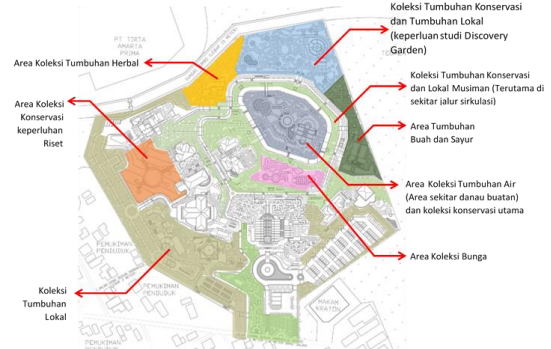 Koleksi Tumbuhan Konservasi
dan Tumbuhan Lokal
(keperluan studi Discovery
Garden)
PT TIRTA
AMARTA
PRIMA
Area Koleksi Tumbuhan Herbal
Koleksi Tumbuhan Konservasi
dan Lokal Musiman (Terutama di
sekitar jalur sirkulasi)
Area Koleksi
Konservasi
keperluhan
Riset
Area Tumbuhan
Buah dan Sayur
Area Koleksi Tumbuhan Air
(Area sekitar danau buatan)
dan koleksi konservasi utama
Area Koleksi Bunga
PEMUKIMAN
PENDUDUK
Koleksi
Tumbuhan
Lokal
PEMUKIMAN
PENDUDUK
MAKAM
KRATON
PEMUKIMAN
PENDUDUK